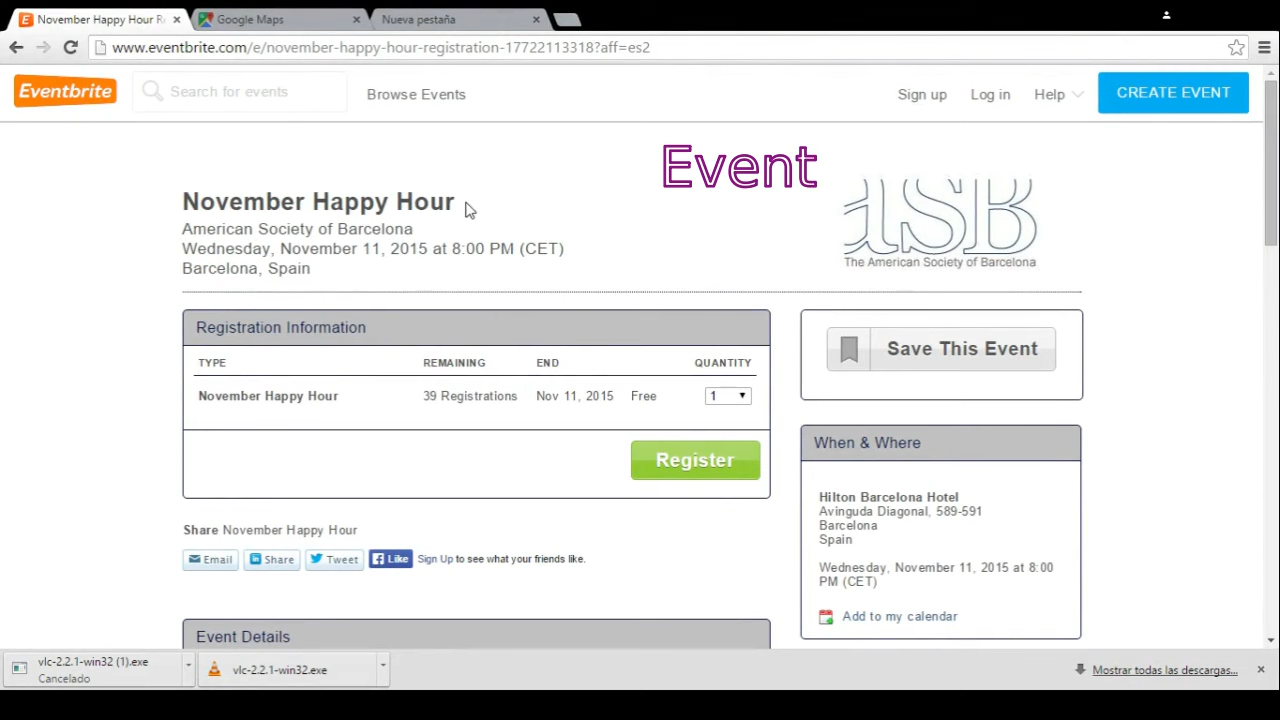 November Happy Hour R
Google Maps
Nueva pestaña
www.eventbrite.com/e/november-happy-hour-registration-17722113318?aff=es2
Eventbrite
Search for events
Browse Events
Sign up
Log in
Help
CREATE EVENT
Event
November Happy Hour
American Society of Barcelona
Wednesday, November 11, 2015 at 8:00 PM (CET)
Barcelona, Spain
aSB
The American Society of Barcelona
Registration Information
TYPE REMAINING END QUANTITY
November Happy Hour 39 Registrations Nov 11, 2015 Free 1
Register
Save This Event
When & Where
Hilton Barcelona Hotel
Avinguda Diagonal, 589-591
Barcelona
Spain
Wednesday, November 11, 2015 at 8:00
PM (CET)
Add to my calendar
Share November Happy Hour
Email Share Tweet Like Sign Up to see what your friends like.
Event Details
vlc-2.2.1-win32 (1).exe
Cancelado
vlc-2.2.1-win32.exe
Mostrar todas las descargas...